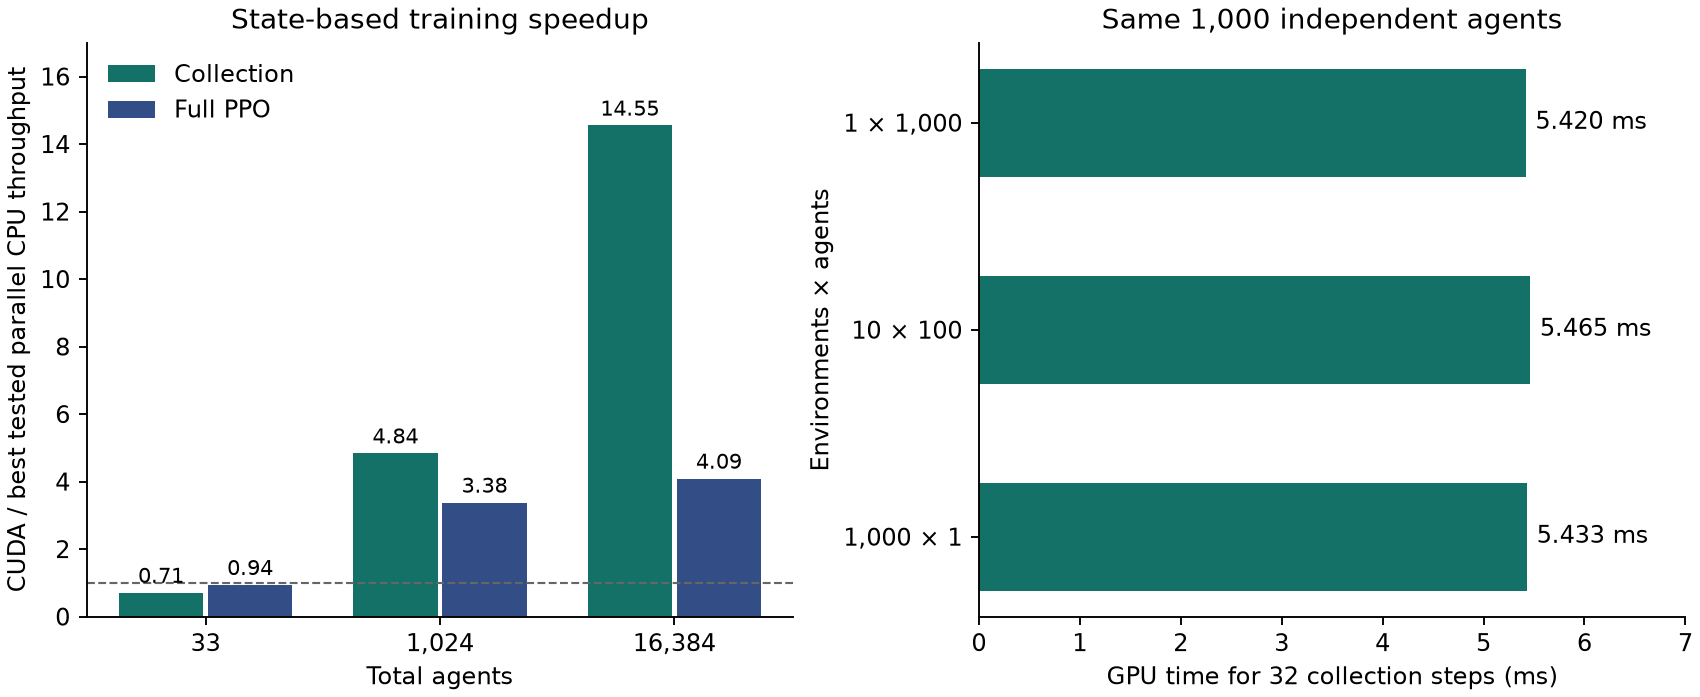 State-based training speedup
CUDA / best tested parallel CPU throughput
16
14
12
10
8
6
4
2
0
Collection
Full PPO
0.71
0.94
4.84
3.38
14.55
4.09
33
1,024
16,384
Total agents
Same 1,000 independent agents
Environments × agents
1 × 1,000
5.420 ms
10 × 100
5.465 ms
1,000 × 1
5.433 ms
0
1
2
3
4
5
6
7
GPU time for 32 collection steps (ms)